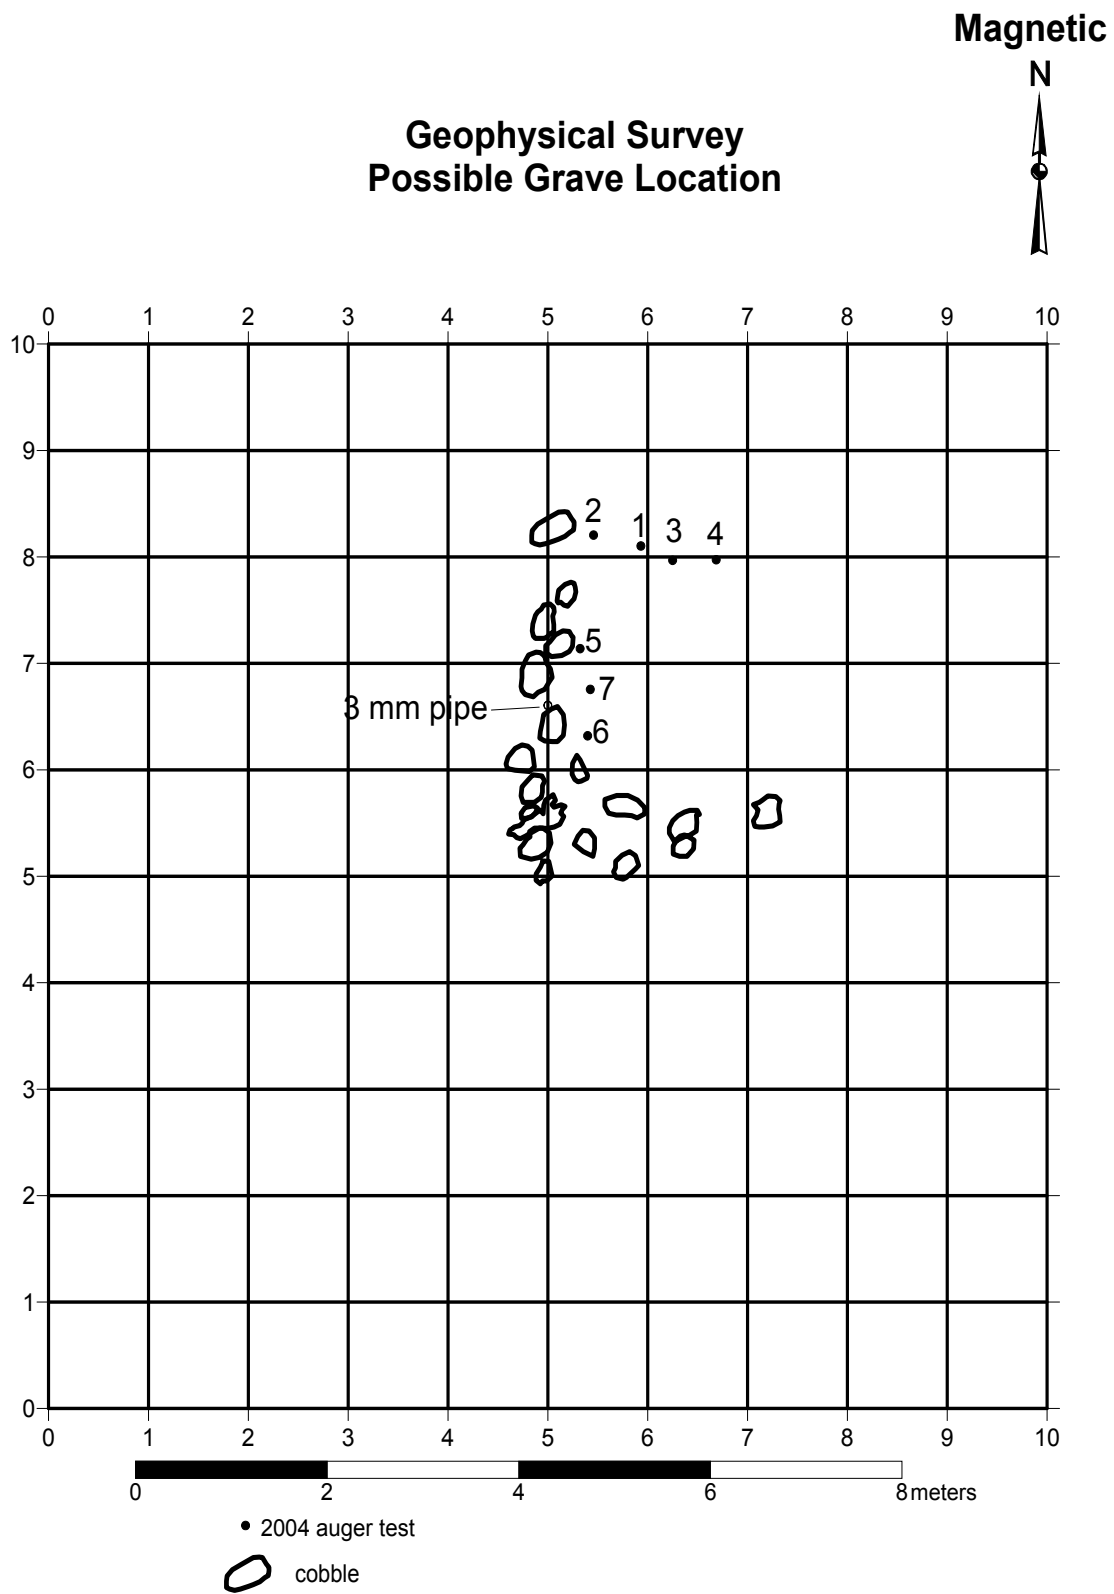 Magnetic
N
Geophysical Survey
Possible Grave Location
0 1 2 3 4 5 6 7 8 9 10
10
9
2
1 3 4
8
5
7
7
3 mm pipe
6
6
5
4
3
2
1
0
0 1 2 3 4 5 6 7 8 9 10
0 2 4 6 8 meters
2004 auger test
cobble